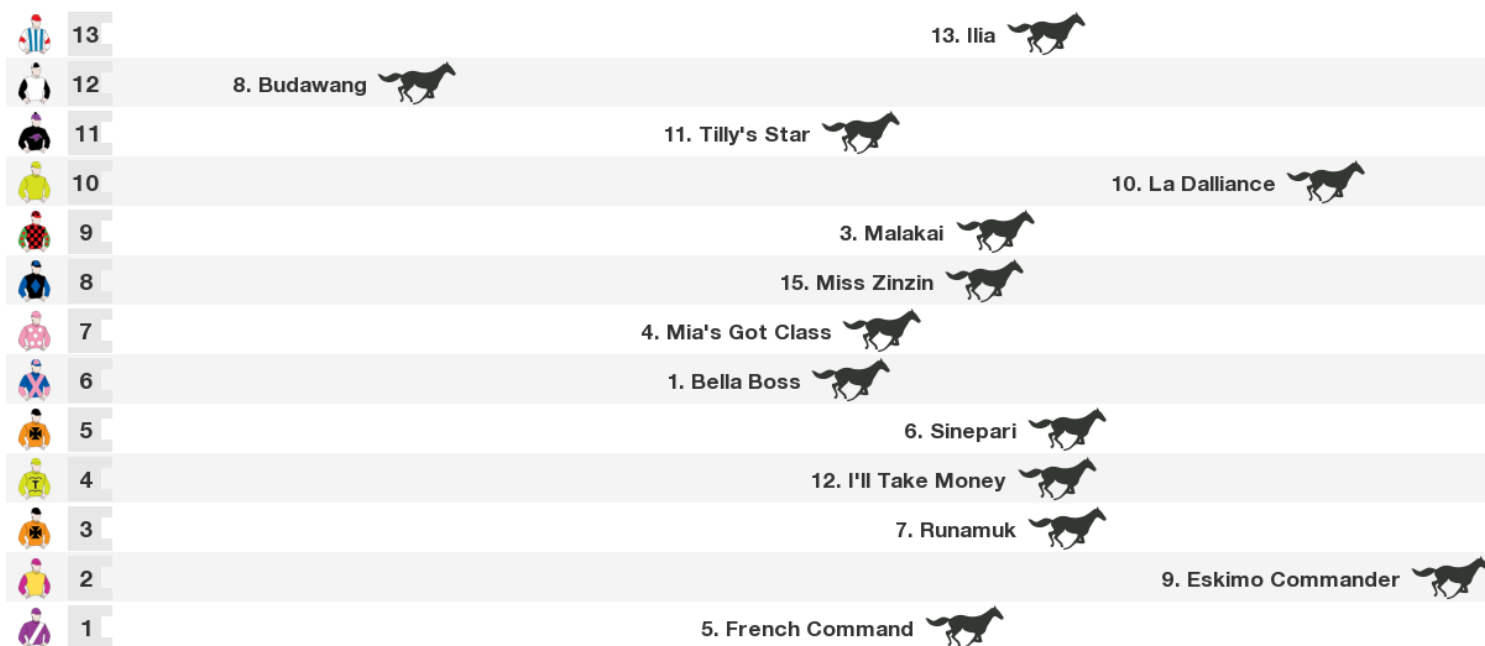 13 13. Ilia
12 8. Budawang
11 11. Tilly's Star
10 10. La Dalliance
9 3. Malakai
8 15. Miss Zinzin
7 4. Mia's Got Class
6 1. Bella Boss
5 6. Sinepari
T 4 12. I'll Take Money
3 7. Runamuk
2 9. Eskimo Commander
1 5. French Command